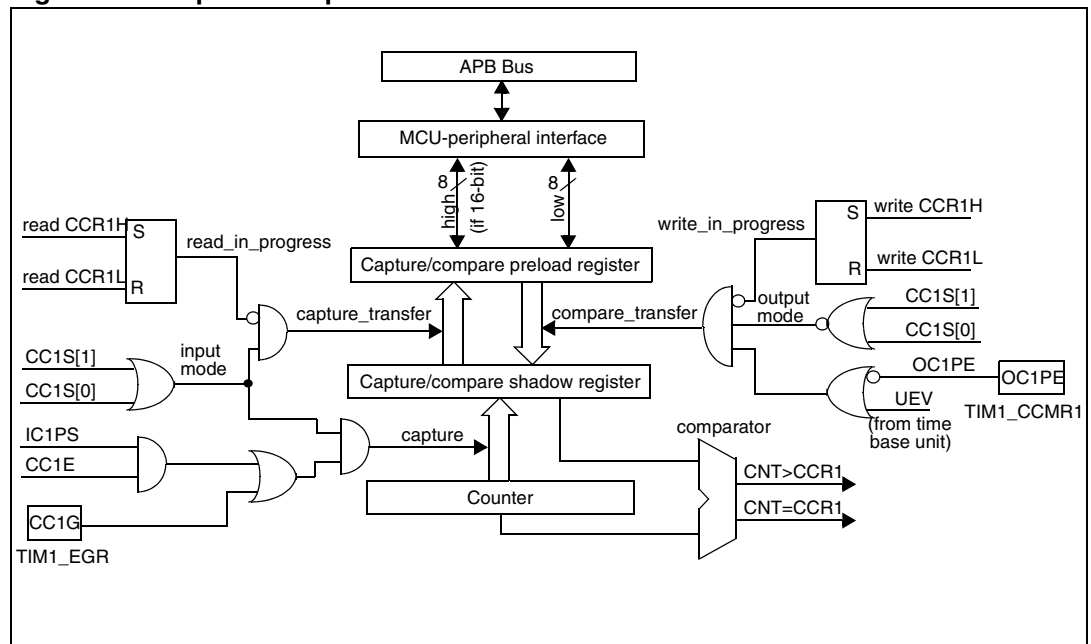 APB Bus
MCU-peripheral interface
8
high
(if 16-bit)
8
low
read CCR1H
S
read_in_progress
read CCR1L
R
write_in_progress
S
write CCR1H
R
write CCR1L
Capture/compare preload register
capture_transfer
compare_transfer
output
mode
CC1S[1]
CC1S[0]
CC1S[1]
input
mode
CC1S[0]
Capture/compare shadow register
OC1PE
OC1PE
UEV
TIM1_CCMR1
(from time
base unit)
IC1PS
CC1E
capture
comparator
Counter
CNT>CCR1
CNT=CCR1
CC1G
TIM1_EGR